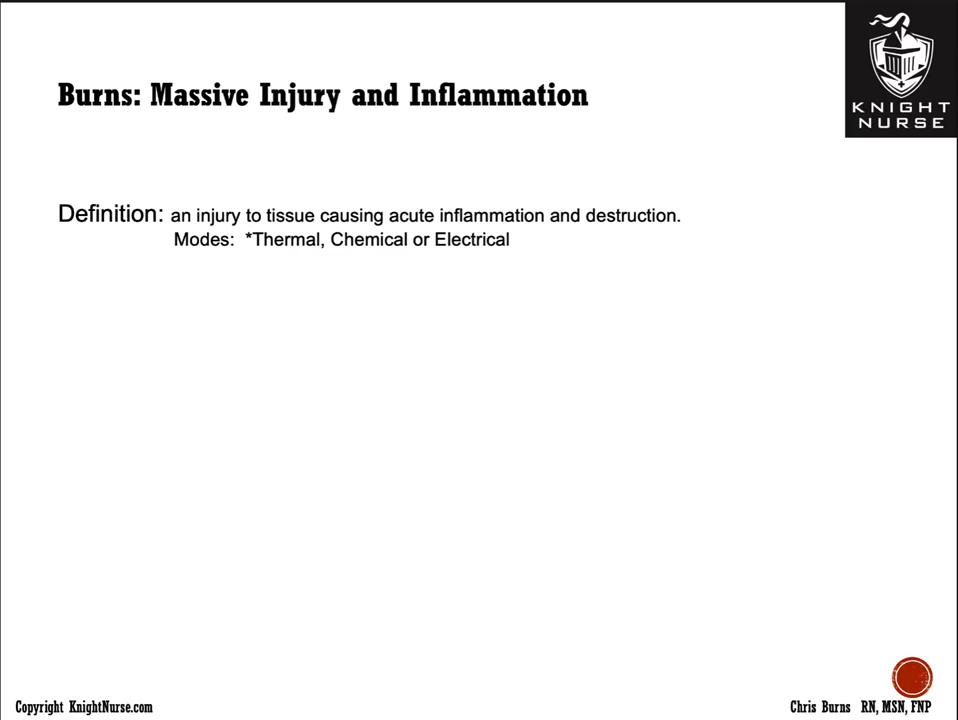 KNIGHT
NURSE
Burns: Massive Injury and Inflammation
Definition: an injury to tissue causing acute inflammation and destruction.
Modes: *Thermal, Chemical or Electrical
Copyright KnightNurse.com
Chris Burns RN, MSN, FNP